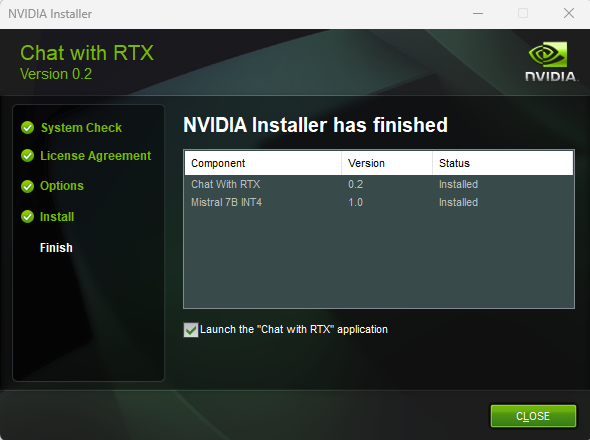 NVIDIA Installer
Chat with RTX
Version 0.2
NVIDIA.
System Check
License Agreement
Options
Install
Finish
NVIDIA Installer has finished
Component Version Status
Chat With RTX 0.2 Installed
Mistral 7B INT4 1.0 Installed
Launch the "Chat with RTX" application
CLOSE